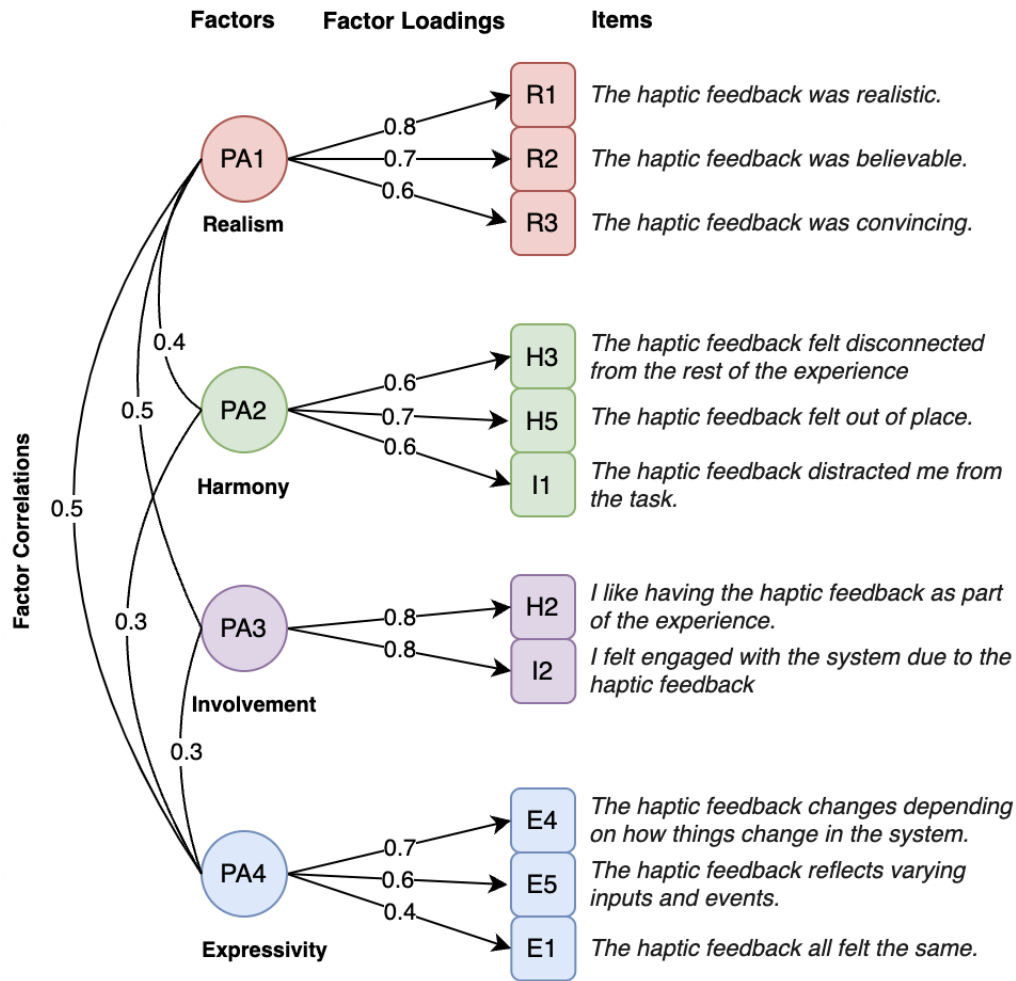 Factors Factor Loadings Items
R1 The haptic feedback was realistic.
0.8
PA1 0.7 R2 The haptic feedback was believable.
0.6
Realism R3 The haptic feedback was convincing.
0.4
H3 The haptic feedback felt disconnected
from the rest of the experience
0.6
0.5 PA2 0.7 H5 The haptic feedback felt out of place.
0.6
Harmony I1 The haptic feedback distracted me from
the task.
Factor Correlations
0.5
H2 I like having the haptic feedback as part
of the experience.
0.3 PA3 0.8
0.8 I2 I felt engaged with the system due to the
haptic feedback
Involvement
0.3
E4 The haptic feedback changes depending
on how things change in the system.
0.7
PA4 0.6 E5 The haptic feedback reflects varying
inputs and events.
0.4
Expressivity E1 The haptic feedback all felt the same.